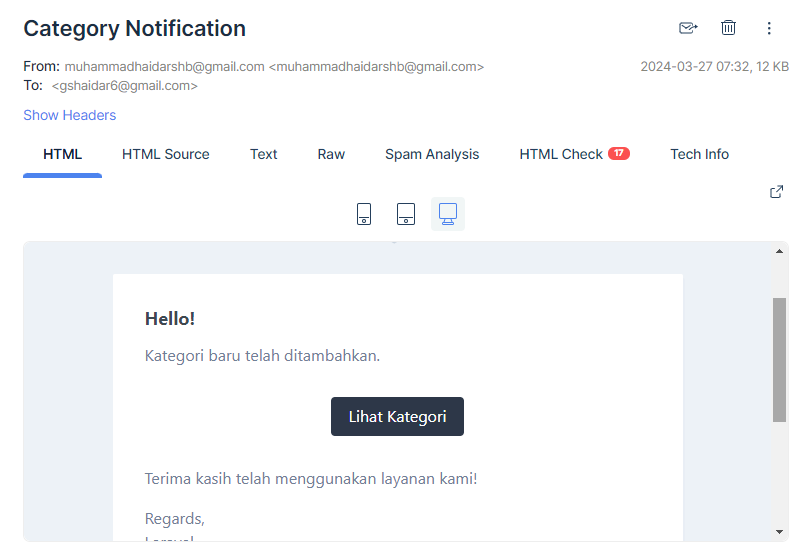 Category Notification
From: muhammadhaidarshb@gmail.com <muhammadhaidarshb@gmail.com>
2024-03-27 07:32, 12 KB
To: <gshaidar6@gmail.com>
Show Headers
HTML
HTML Source
Text
Raw
Spam Analysis
HTML Check 17
Tech Info
Hello!
Kategori baru telah ditambahkan.
Lihat Kategori
Terima kasih telah menggunakan layanan kami!
Regards,
Laravel